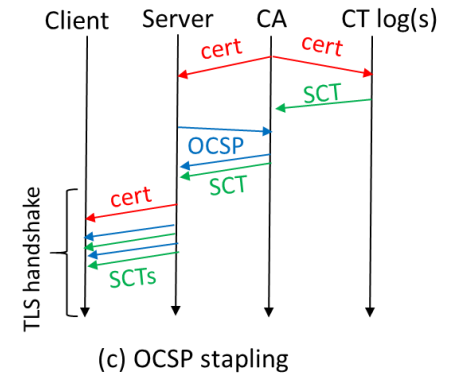 Client Server CA CT log(s)
cert cert
SCT
OCSP
SCT
cert
SCTs
TLS handshake
(c) OCSP stapling